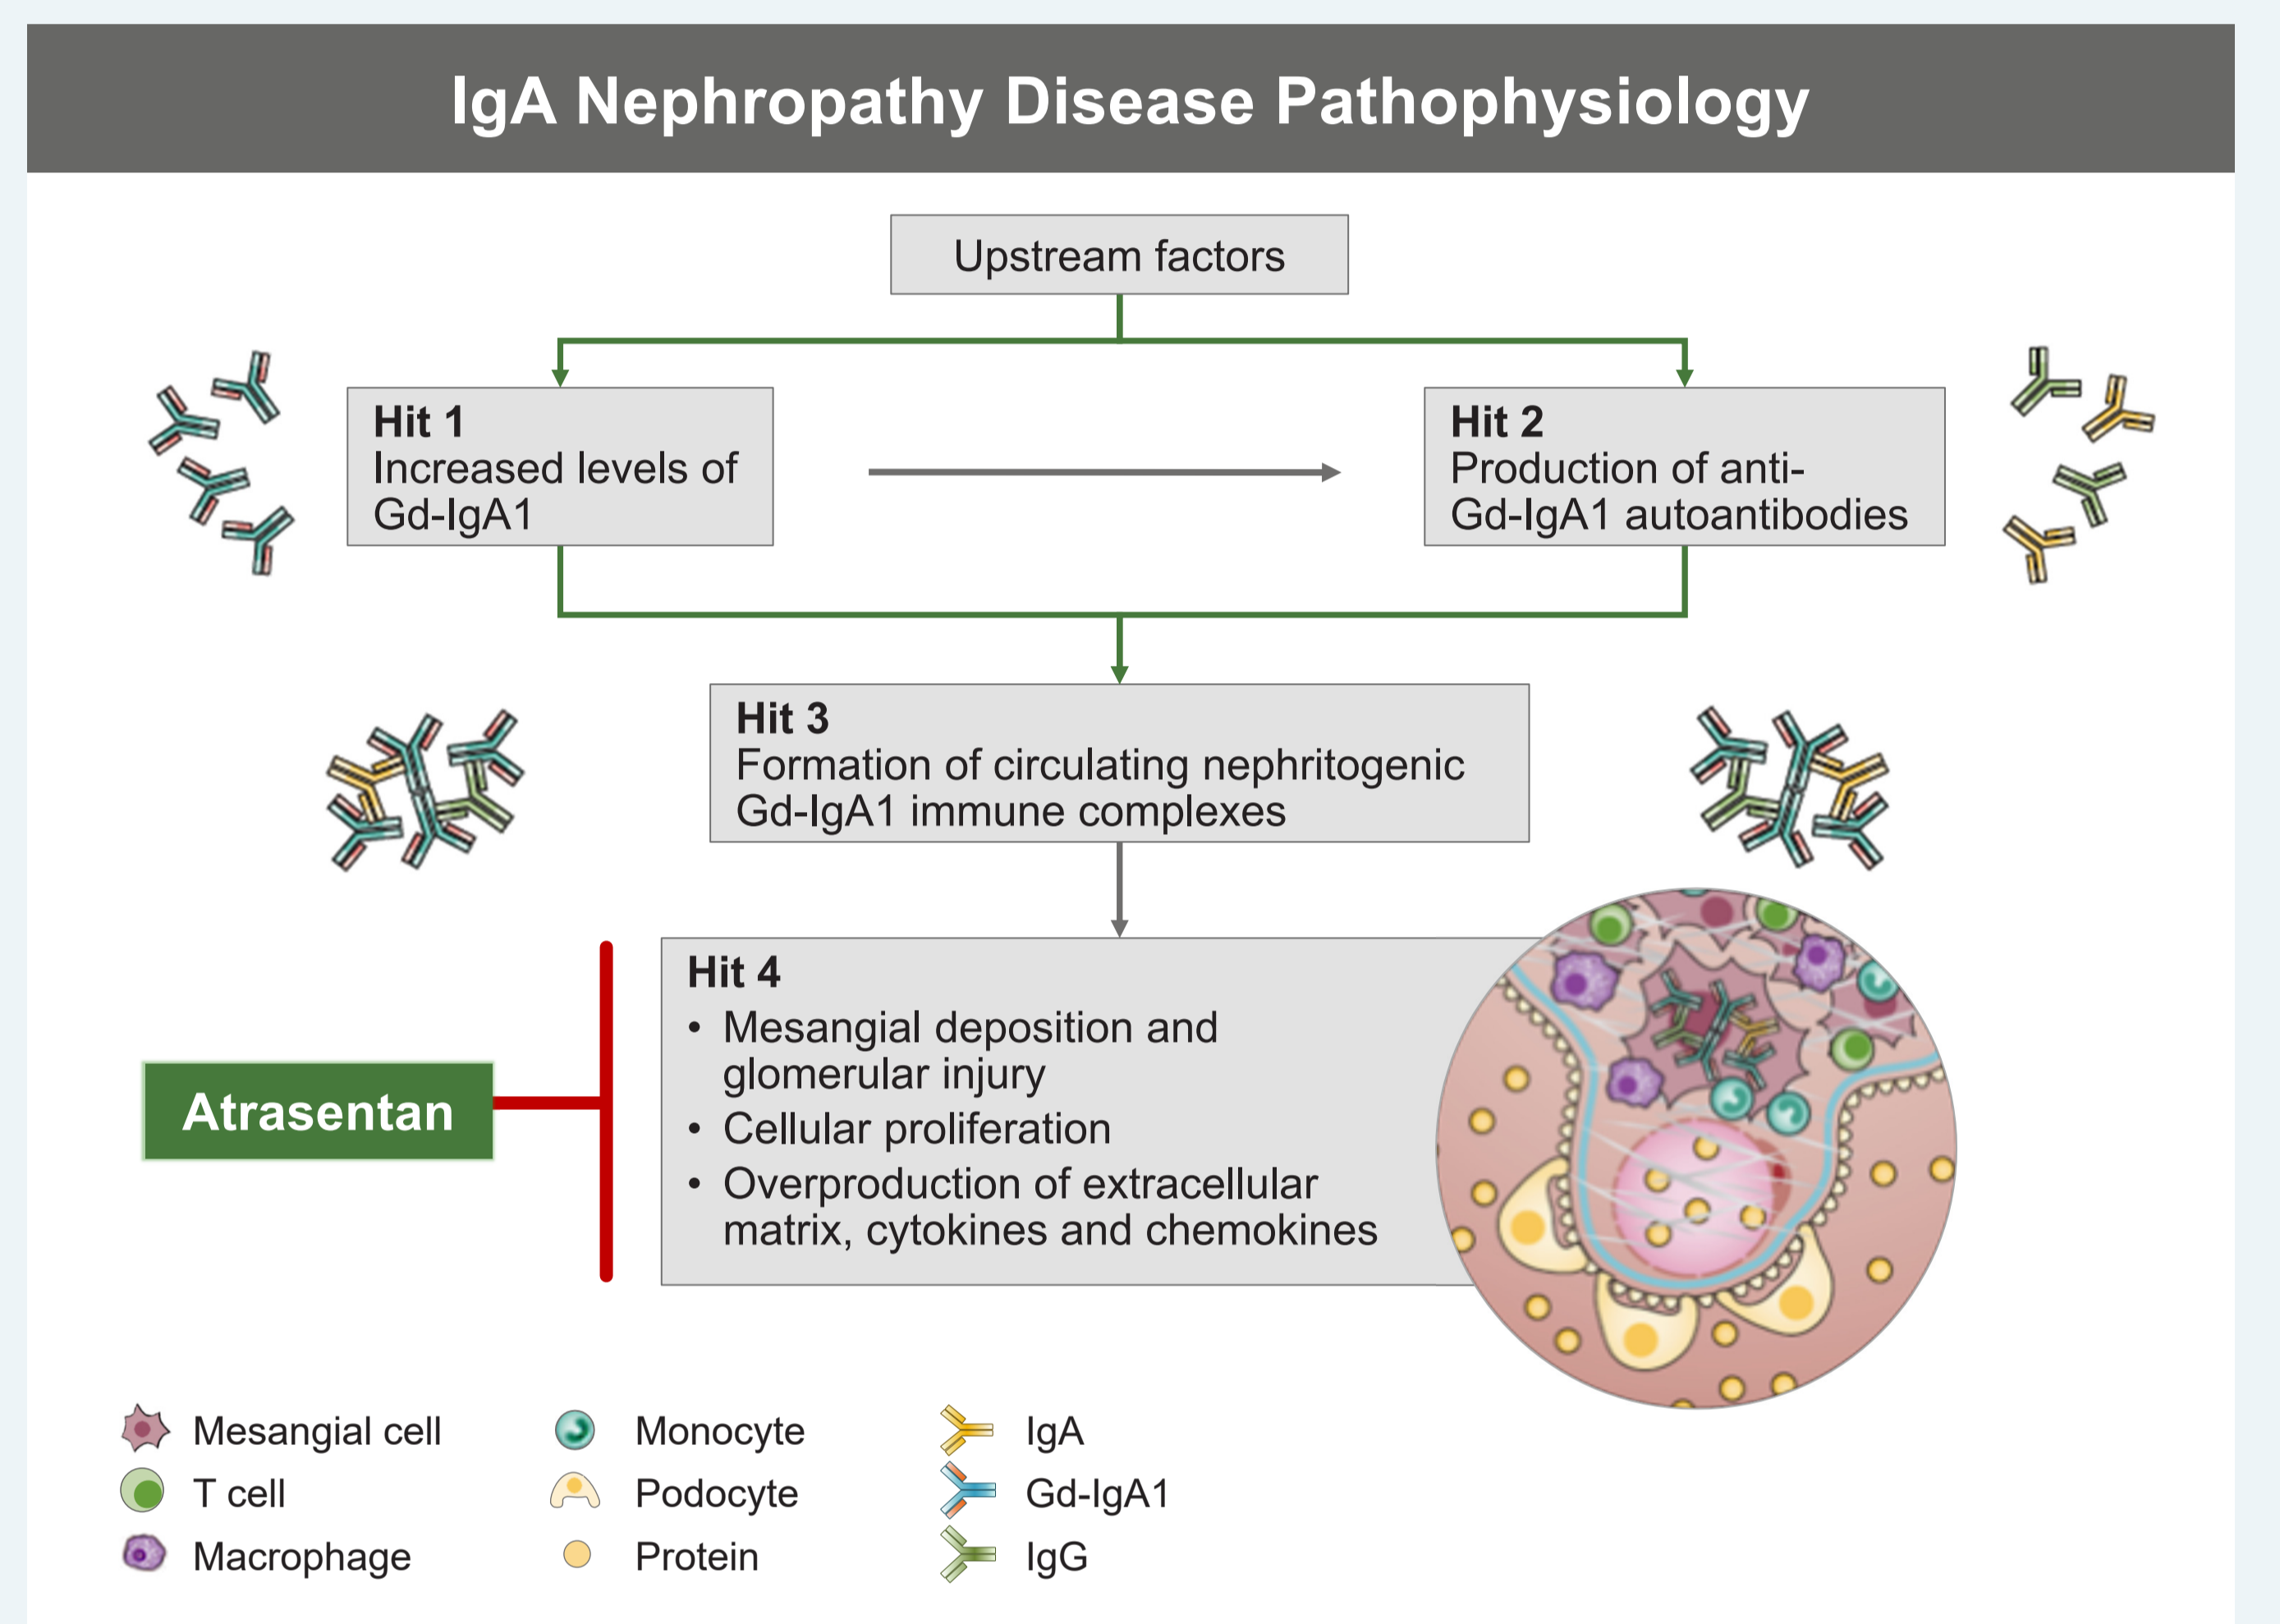 IgA Nephropathy Disease Pathophysiology
Upstream factors
Hit 1
Increased levels of
Gd-IgA1
Hit 2
Production of anti-
Gd-IgA1 autoantibodies
Hit 3
Formation of circulating nephritogenic
Gd-IgA1 immune complexes
Hit 4
• Mesangial deposition and
glomerular injury
• Cellular proliferation
• Overproduction of extracellular
matrix, cytokines and chemokines
Atrasentan
Mesangial cell
T cell
Macrophage
Monocyte
Podocyte
Protein
IgA
Gd-IgA1
IgG